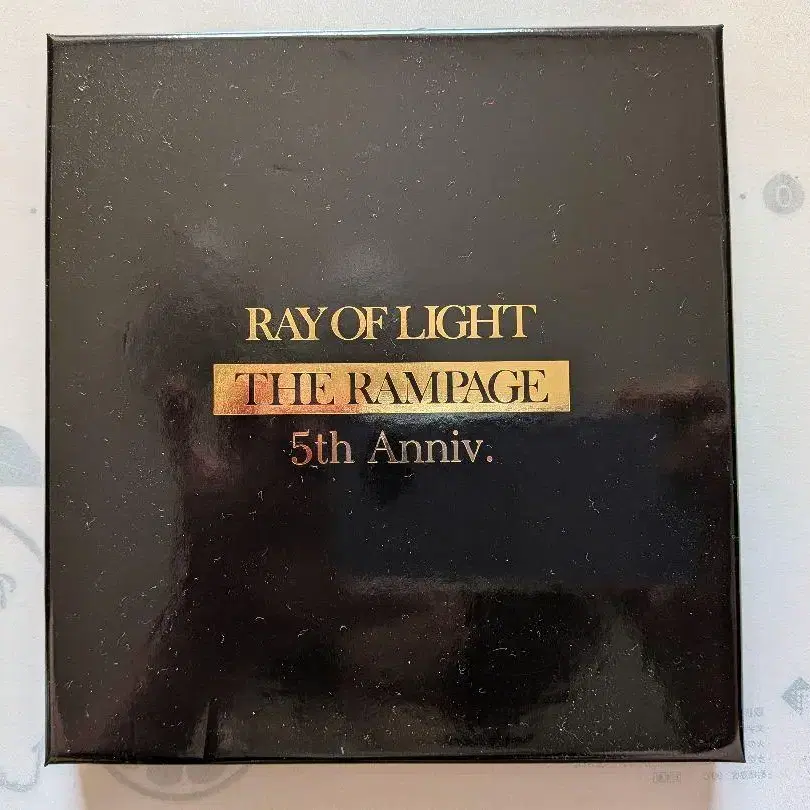 RAY OF LIGHT
THE RAMPAGE
5th Anniv.